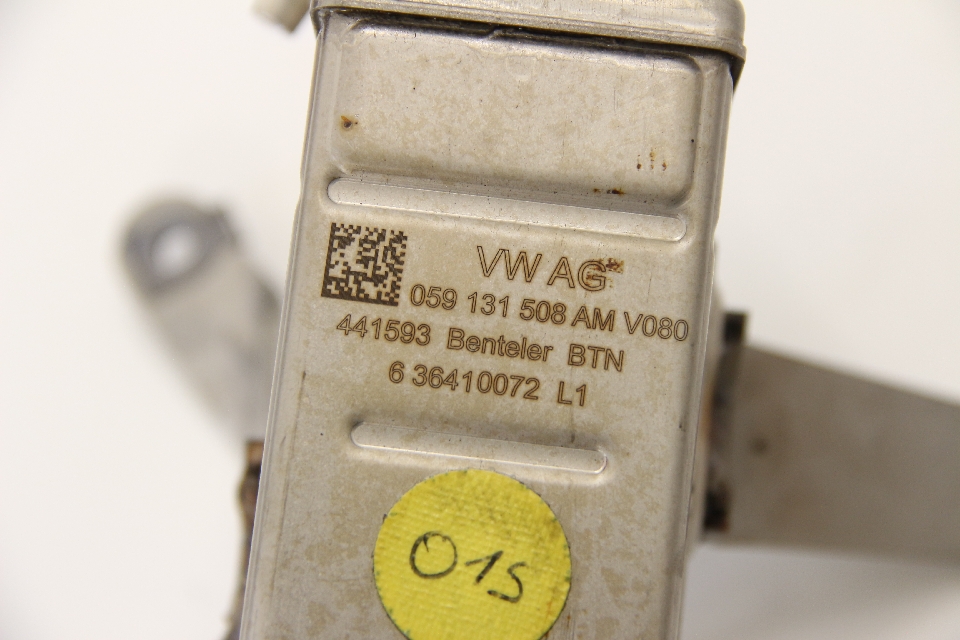 VW AG
059 131 508 AM V080
441593 Benteler BTN
6 36410072 L1
015